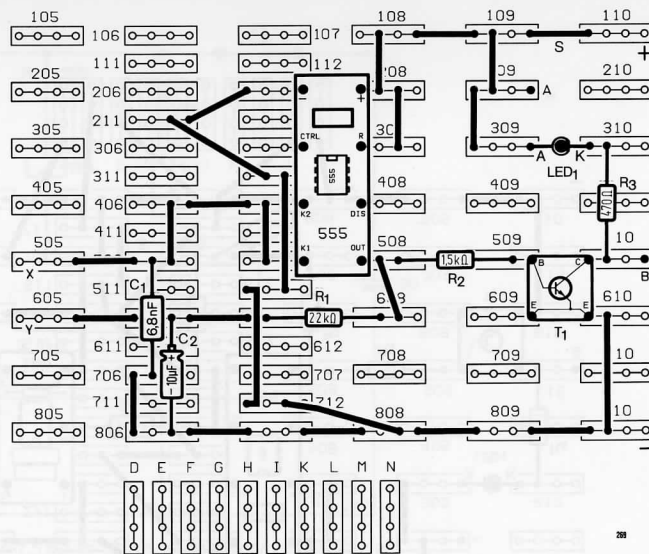 105 106 107 108 109 110
+
S
111 112
205 206 208 09 A 210
− +
211
305 306 CTRL R 30 309 A K 310
LED1
311 555
405 406 408 409 R3 470Ω
K2 DIS
411 555
505 K1 OUT 508 509 10
X R2 1,5kΩ B C B
511 C1 R1
605 6,8nF 22kΩ 6 8 609 E E 610
Y T1
611 C2 612
705 706 − 10µF + 707 708 709 10
711 712
805 806 808 809 10
−
D E F G H I K L M N
269